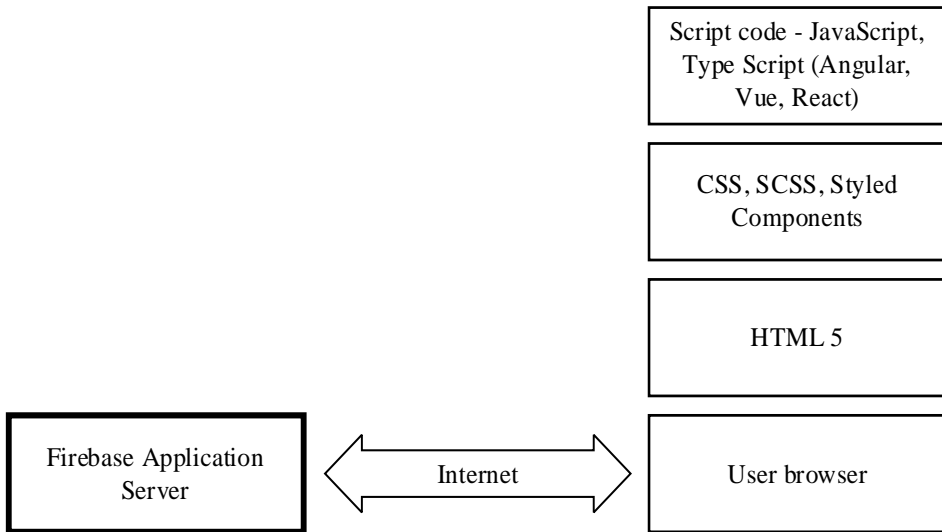 Script code - JavaScript,
Type Script (Angular,
Vue, React)
CSS, SCSS, Styled
Components
HTML 5
Firebase Application
Server
Internet
User browser